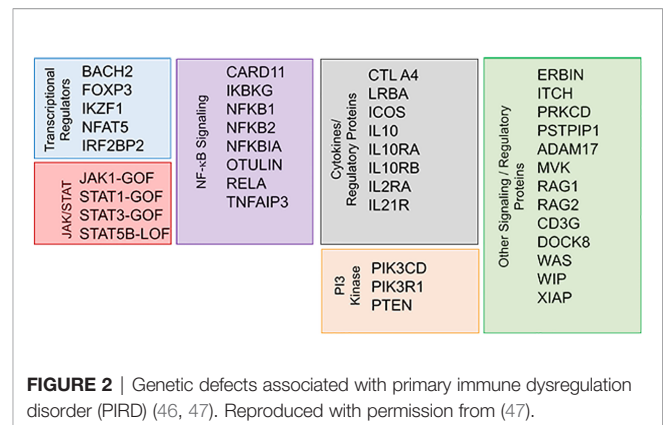 Transcriptional
Regulators
BACH2
FOXP3
IKZF1
NFAT5
IRF2BP2
JAK/STAT
JAK1-GOF
STAT1-GOF
STAT3-GOF
STAT5B-LOF
NF-κB Signaling
CARD11
IKBKG
NFKB1
NFKB2
NFKBIA
OTULIN
RELA
TNFAIP3
Cytokines/
Regulatory Proteins
CTL A4
LRBA
ICOS
IL10
IL10RA
IL10RB
IL2RA
IL21R
PI3
Kinase
PIK3CD
PIK3R1
PTEN
Other Signaling / Regulatory
Proteins
ERBIN
ITCH
PRKCD
PSTPIP1
ADAM17
MVK
RAG1
RAG2
CD3G
DOCK8
WAS
WIP
XIAP
FIGURE 2 | Genetic defects associated with primary immune dysregulation
disorder (PIRD) (46, 47). Reproduced with permission from (47).